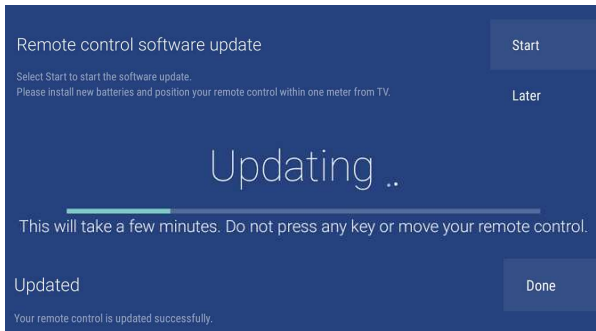 Remote control software update
Start
Select Start to start the software update.
Please install new batteries and position your remote control within one meter from TV.
Later
Updating ..
This will take a few minutes. Do not press any key or move your remote control.
Updated
Done
Your remote control is updated successfully.